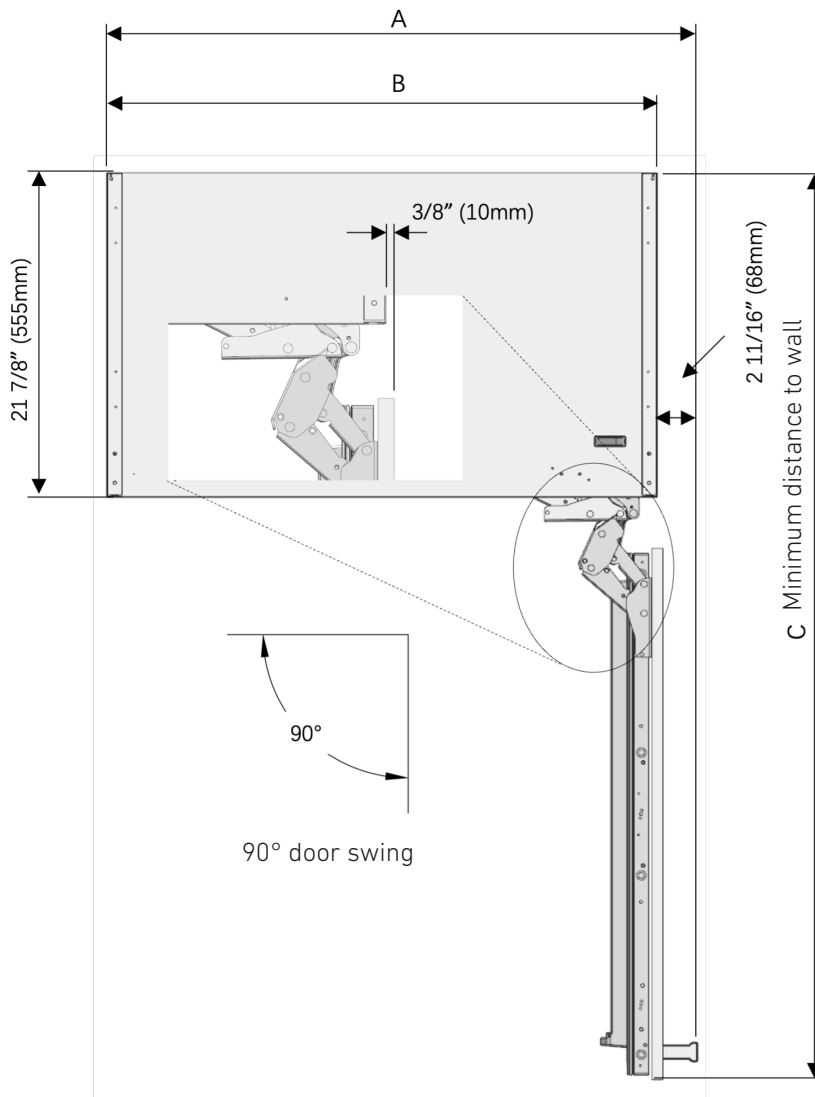 A
B
3/8” (10mm)
21 7/8” (555mm)
2 11/16” (68mm)
C Minimum distance to wall
90°
90° door swing